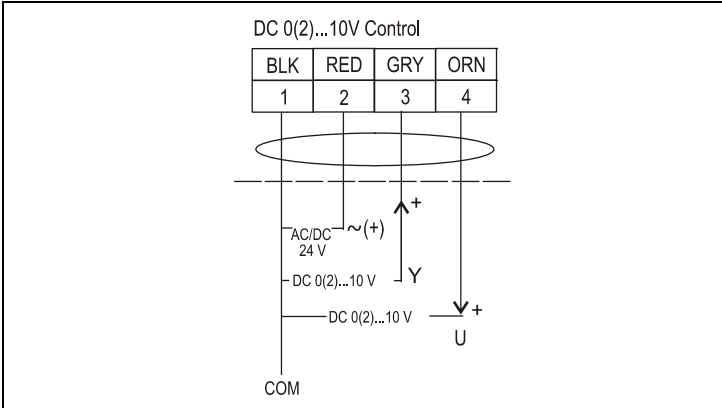 DC 0(2)...10V Control
BLK RED GRY ORN
1 2 3 4
+
AC/DC ~(+)
24 V
DC 0(2)...10 V Y
DC 0(2)...10 V +
U
COM